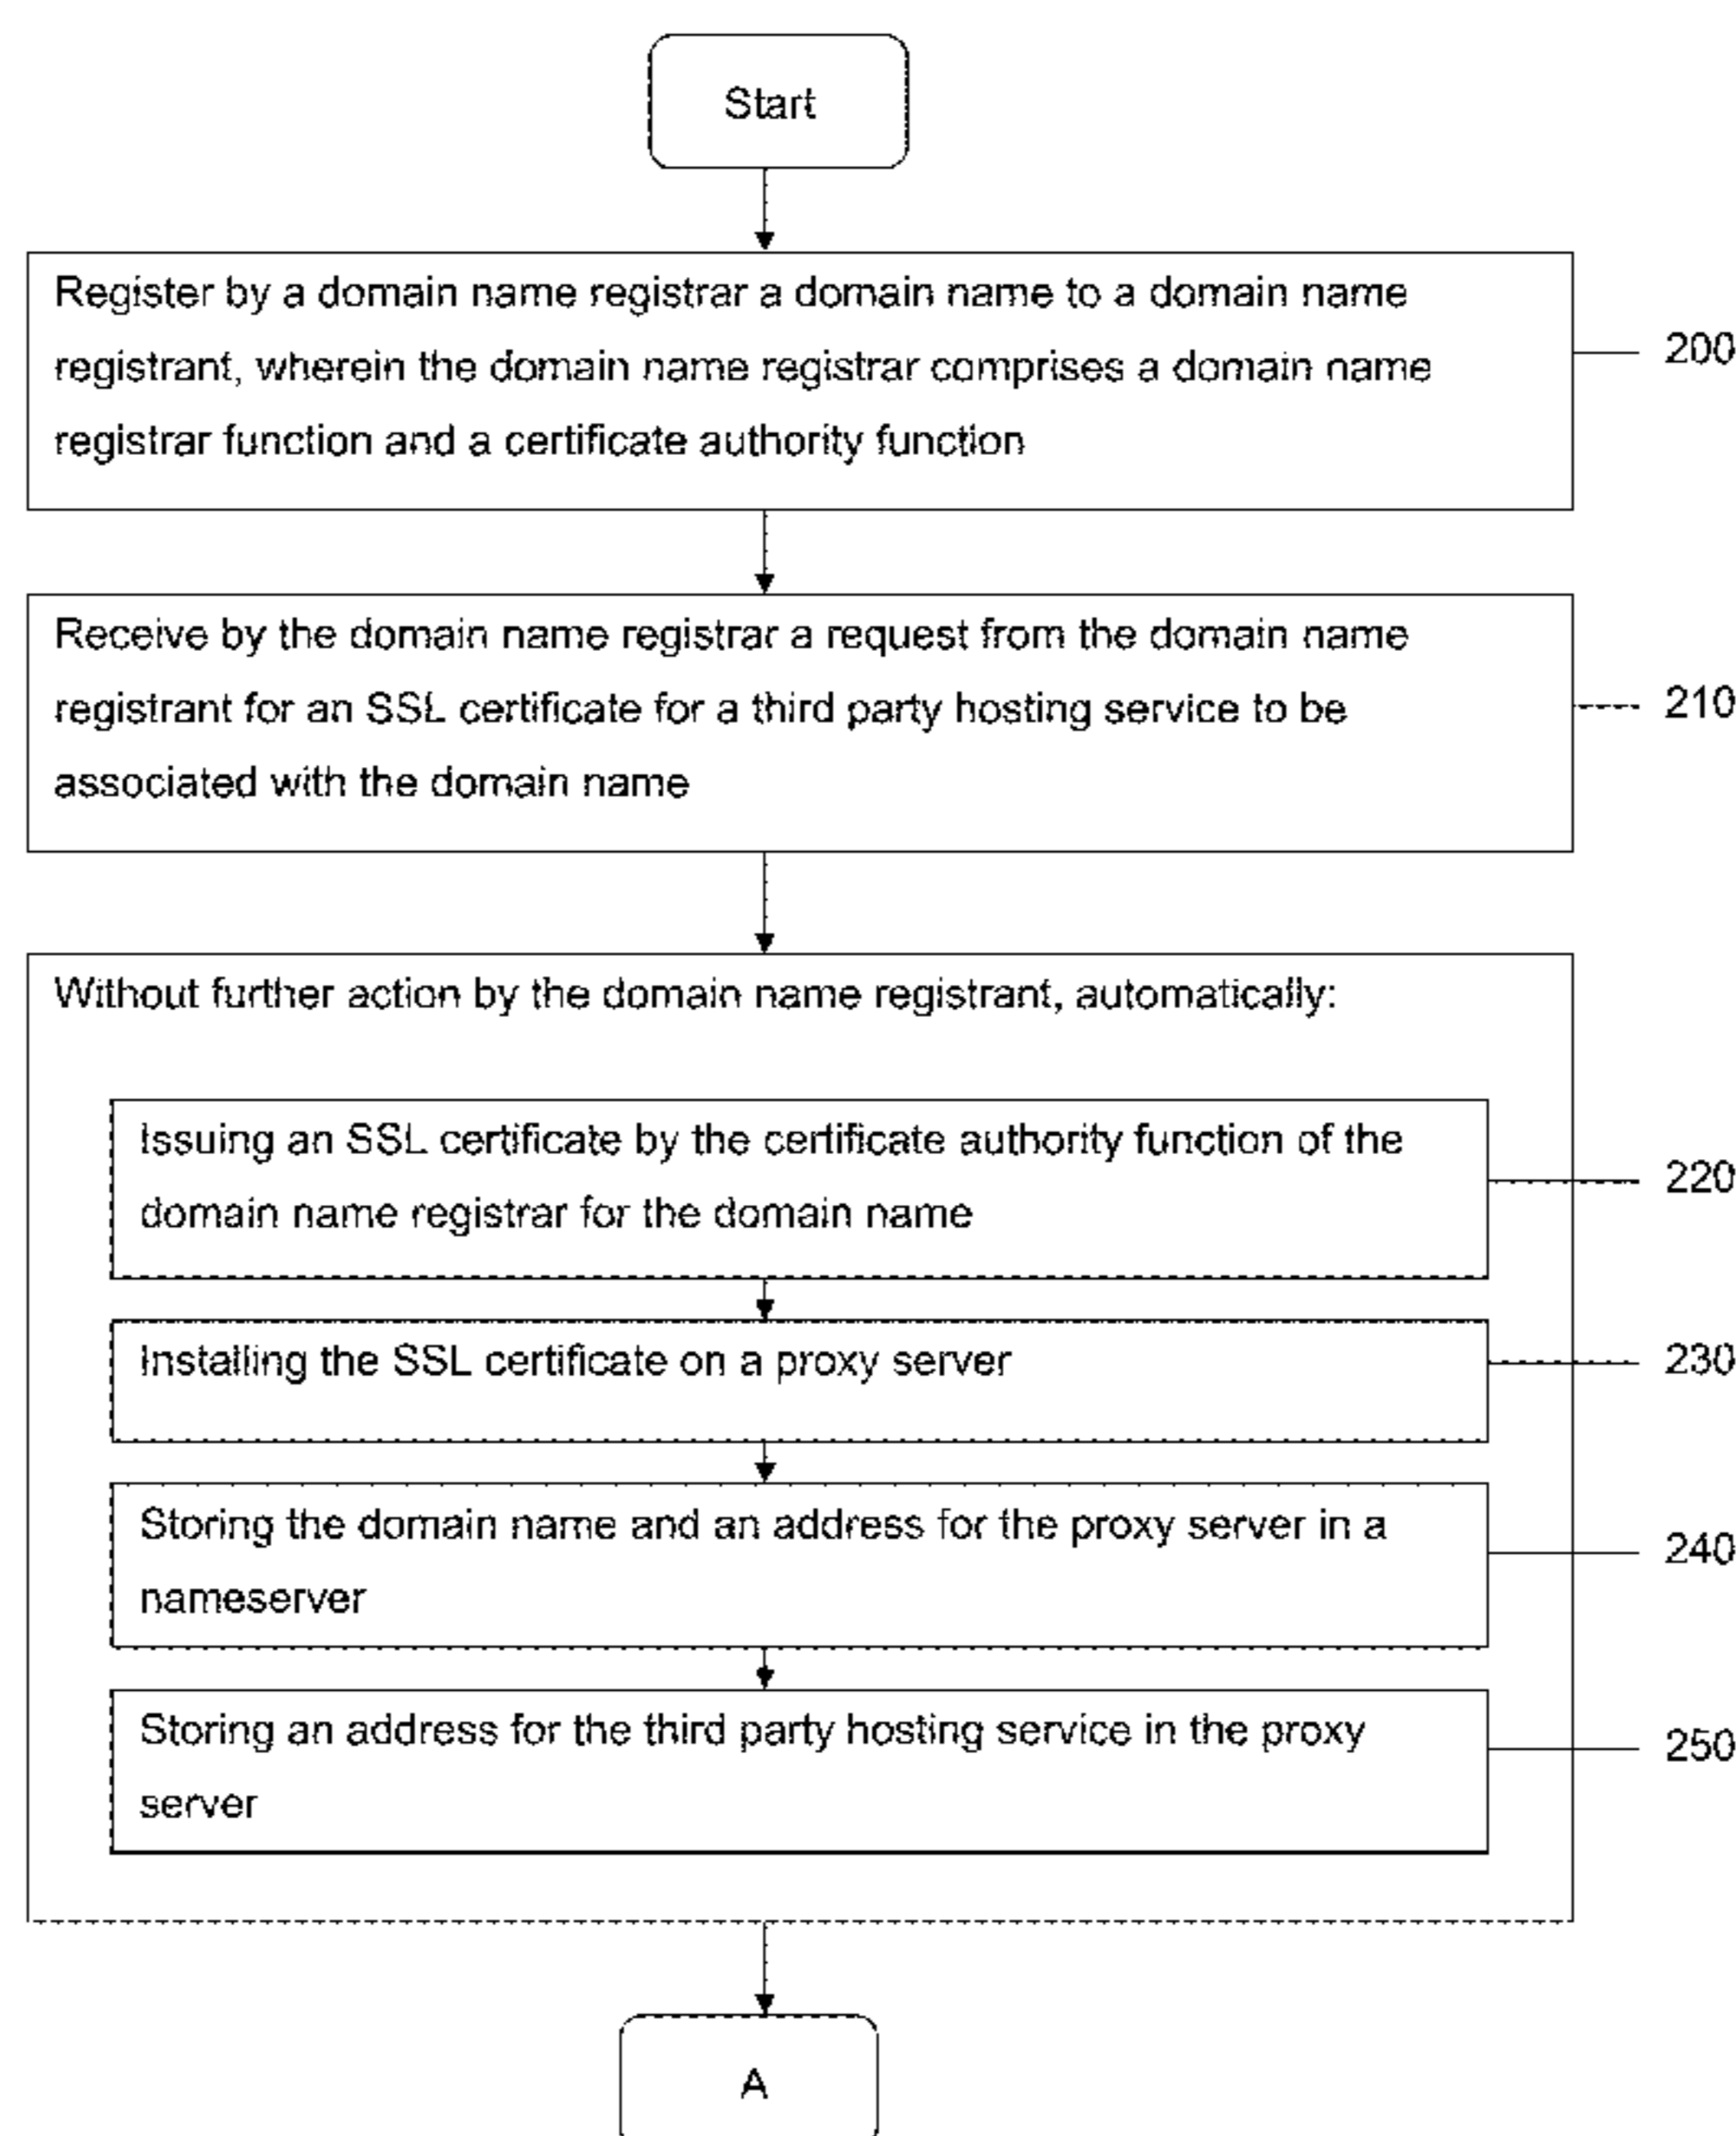 Start
Register by a domain name registrar a domain name to a domain name
registrant, wherein the domain name registrar comprises a domain name
registrar function and a certificate authority function
200
Receive by the domain name registrar a request from the domain name
registrant for an SSL certificate for a third party hosting service to be
associated with the domain name
210
Without further action by the domain name registrant, automatically:
Issuing an SSL certificate by the certificate authority function of the
domain name registrar for the domain name
220
Installing the SSL certificate on a proxy server
230
Storing the domain name and an address for the proxy server in a
nameserver
240
Storing an address for the third party hosting service in the proxy
server
250
A